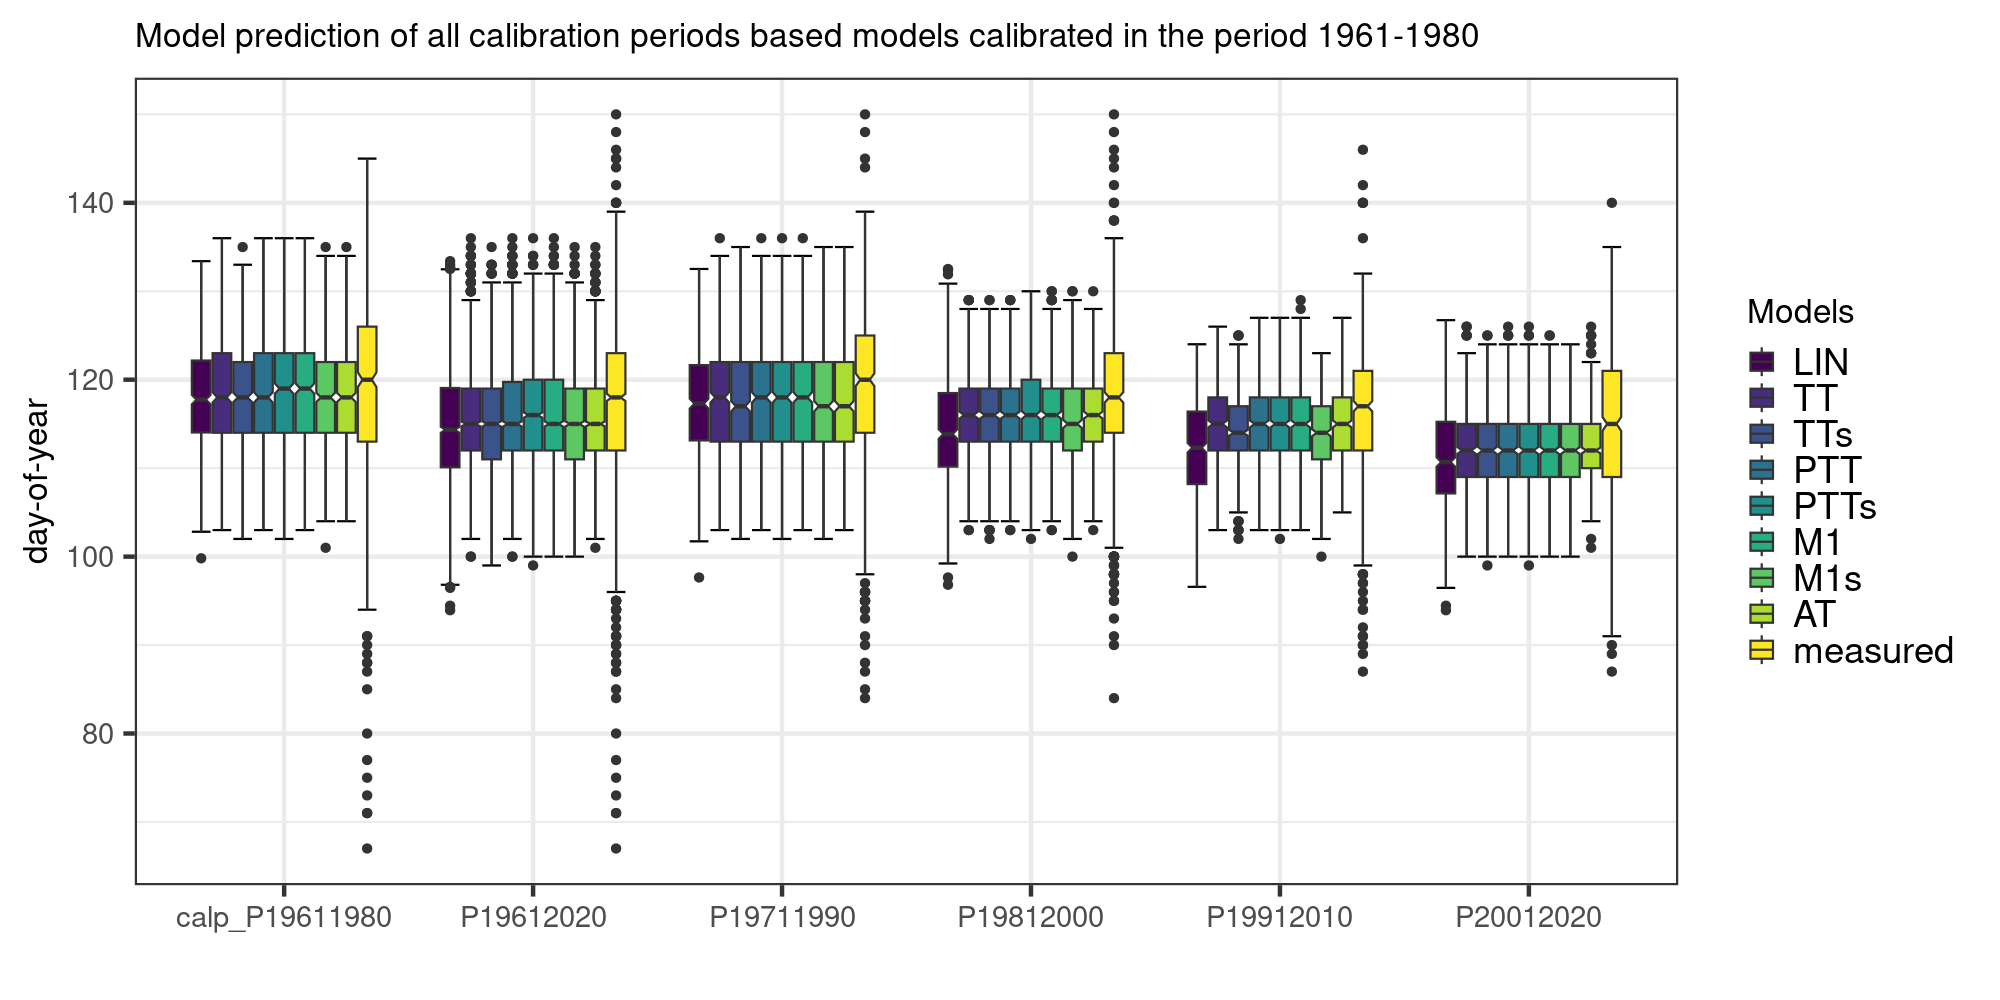 Model prediction of all calibration periods based models calibrated in the period 1961-1980
day-of-year
140
120
100
80
calp_P19611980
P19612020
P19711990
P19812000
P19912010
P20012020
Models
LIN
TT
TTs
PTT
PTTs
M1
M1s
AT
measured